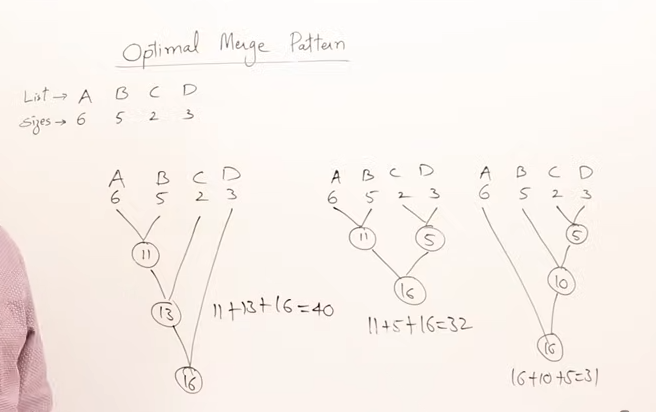 Optimal Merge Pattern
List → A B C D
Sizes → 6 5 2 3
A B C D
6 5 2 3
11
13
16
11+13+16=40
A B C D
6 5 2 3
11 5
16
11+5+16=32
A B C D
6 5 2 3
5
10
16
16+10+5=31